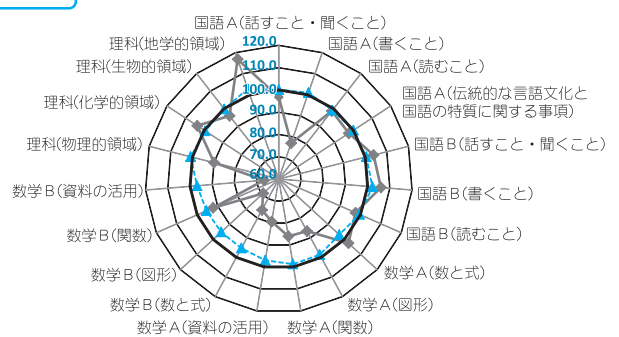 国語A(話すこと・聞くこと)
国語A(書くこと)
国語A(読むこと)
国語A(伝統的な言語文化と
国語の特質に関する事項)
国語B(話すこと・聞くこと)
国語B(書くこと)
国語B(読むこと)
数学A(数と式)
数学A(図形)
数学A(関数)
数学A(資料の活用)
数学B(数と式)
数学B(図形)
数学B(関数)
数学B(資料の活用)
理科(物理的領域)
理科(化学的領域)
理科(生物的領域)
理科(地学的領域)
120.0
110.0
100.0
90.0
80.0
70.0
60.0